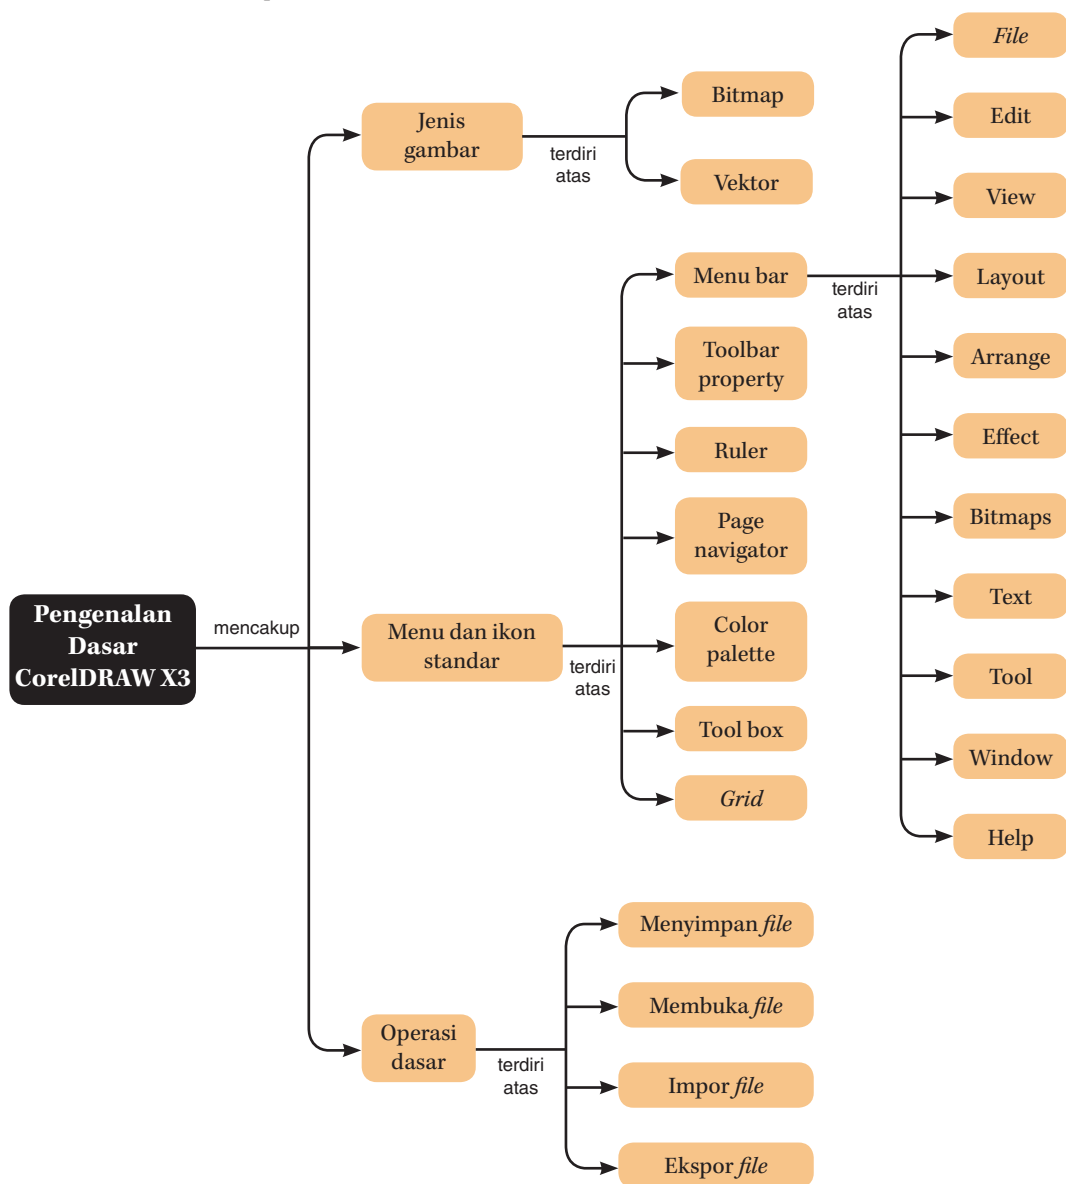 Pengenalan
Dasar
CorelDRAW X3
mencakup
Jenis
gambar
terdiri
atas
Bitmap
Vektor
Menu dan ikon
standar
terdiri
atas
Menu bar
terdiri
atas
File
Edit
View
Layout
Arrange
Effect
Bitmaps
Text
Tool
Window
Help
Toolbar
property
Ruler
Page
navigator
Color
palette
Tool box
Grid
Operasi
dasar
terdiri
atas
Menyimpan file
Membuka file
Impor file
Ekspor file